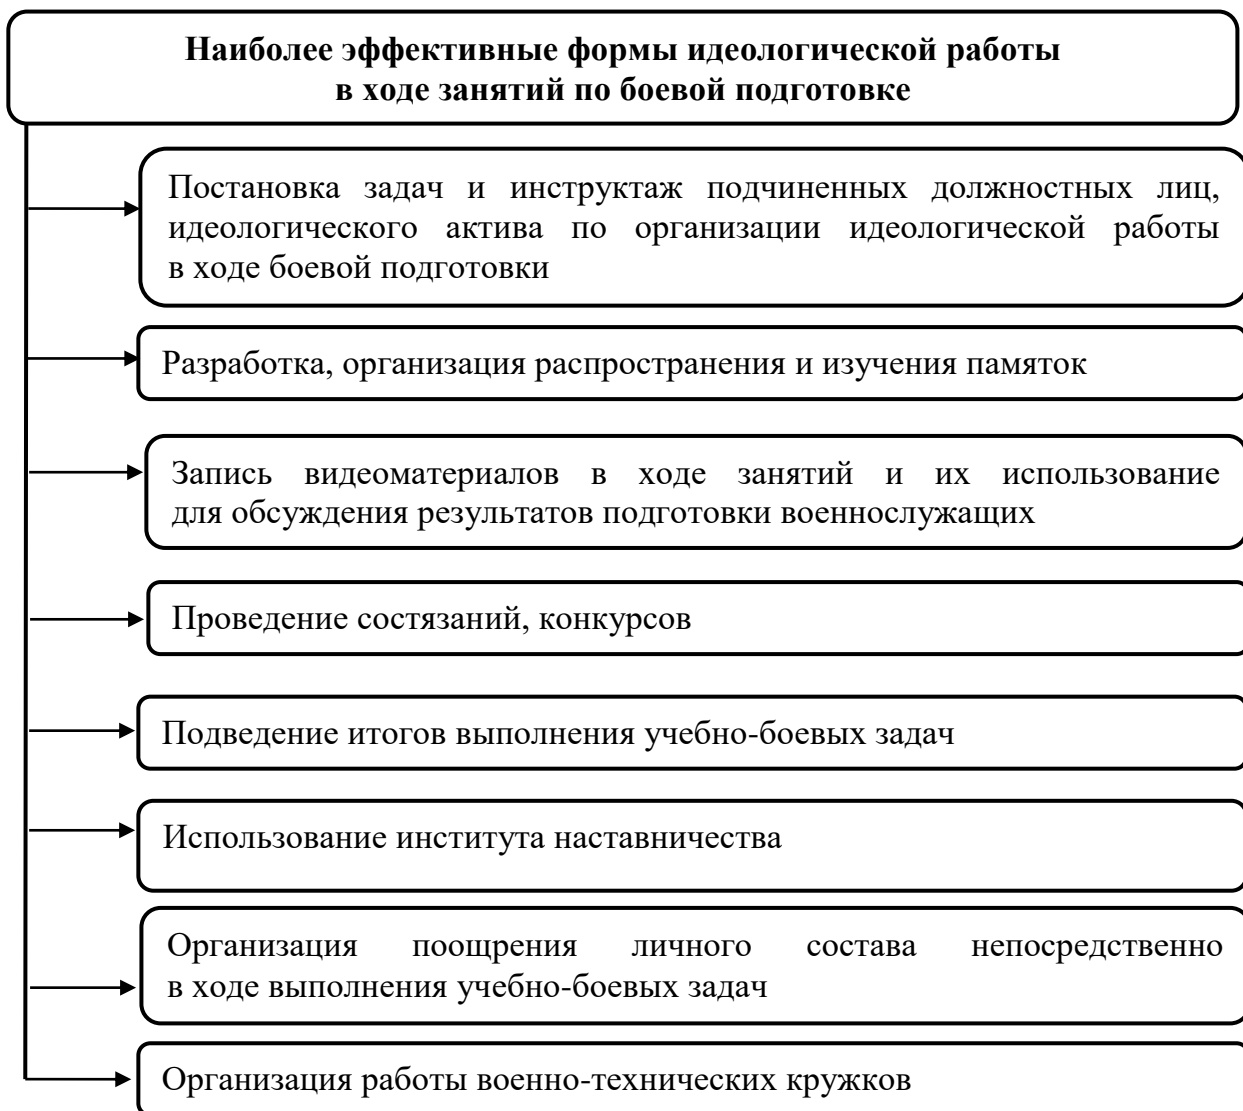 Наиболее эффективные формы идеологической работы
в ходе занятий по боевой подготовке
Постановка задач и инструктаж подчиненных должностных лиц,
идеологического актива по организации идеологической работы
в ходе боевой подготовки
Разработка, организация распространения и изучения памяток
Запись видеоматериалов в ходе занятий и их использование
для обсуждения результатов подготовки военнослужащих
Проведение состязаний, конкурсов
Подведение итогов выполнения учебно-боевых задач
Использование института наставничества
Организация поощрения личного состава непосредственно
в ходе выполнения учебно-боевых задач
Организация работы военно-технических кружков